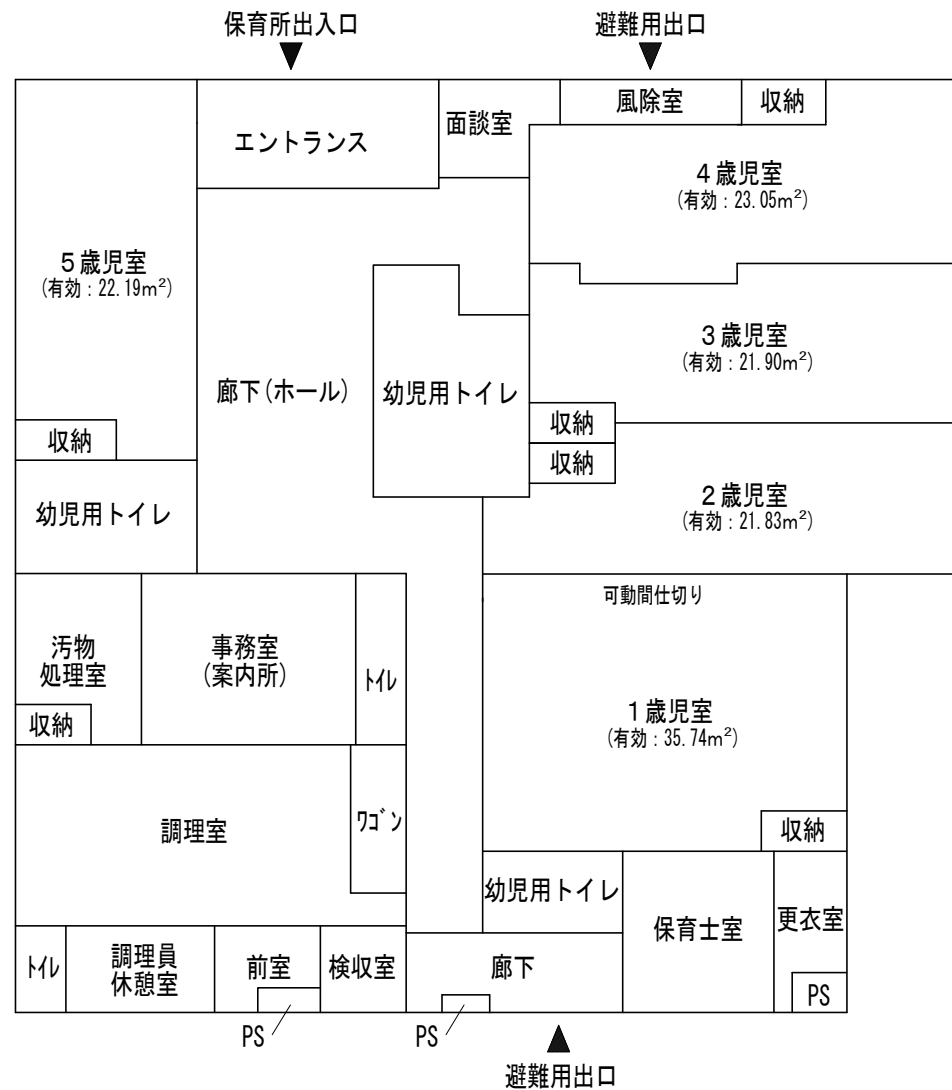 保育所出入口
避難用出口
エントランス
面談室
風除室
収納
4歳児室
(有効：23.05m²)
5歳児室
(有効：22.19m²)
3歳児室
(有効：21.90m²)
廊下(ホール)
幼児用トイレ
収納
収納
収納
2歳児室
(有効：21.83m²)
幼児用トイレ
可動間仕切り
汚物
処理室
事務室
(案内所)
トイレ
1歳児室
(有効：35.74m²)
収納
調理室
ワゴン
収納
幼児用トイレ
保育士室
更衣室
トイレ
調理員
休憩室
前室
検収室
廊下
PS
PS
PS
避難用出口